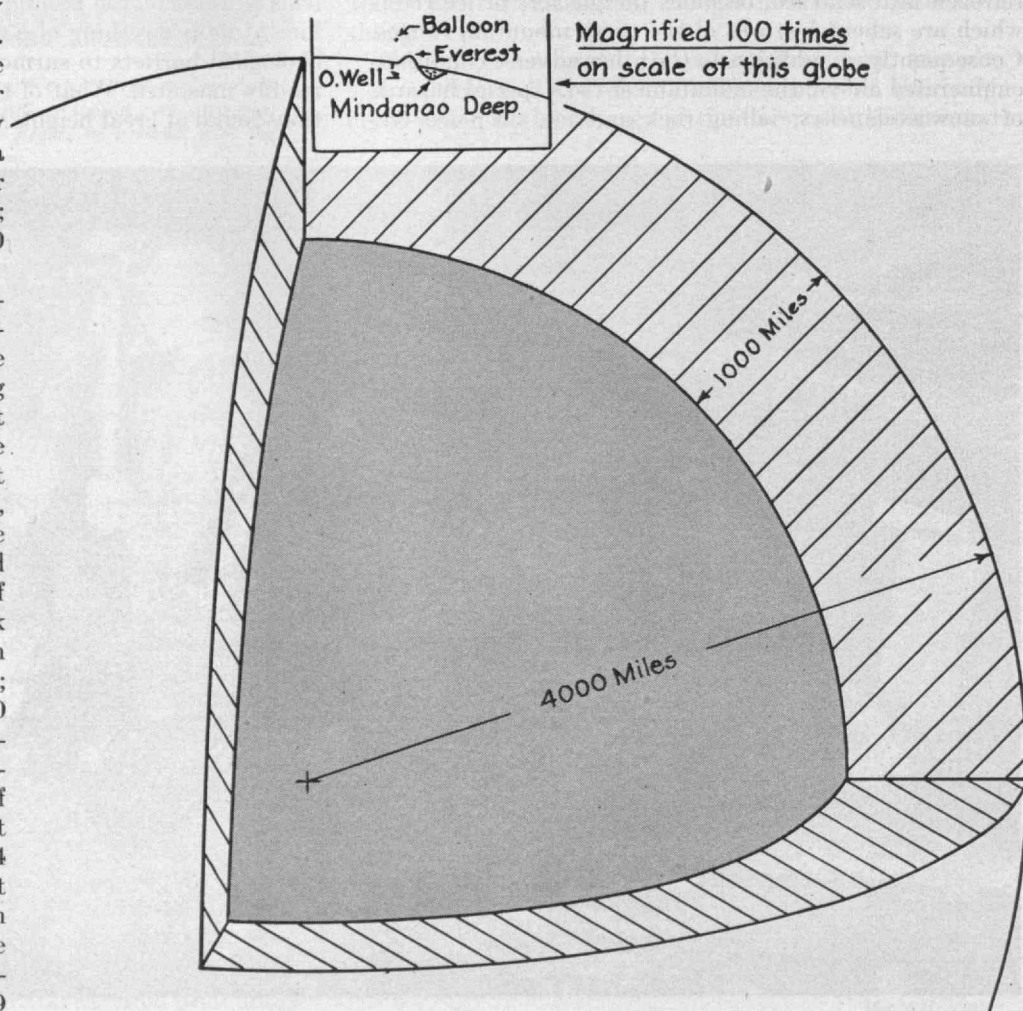 Balloon
Everest
O.Well
Mindanao Deep
Magnified 100 times
on scale of this globe
1000 Miles
4000 Miles